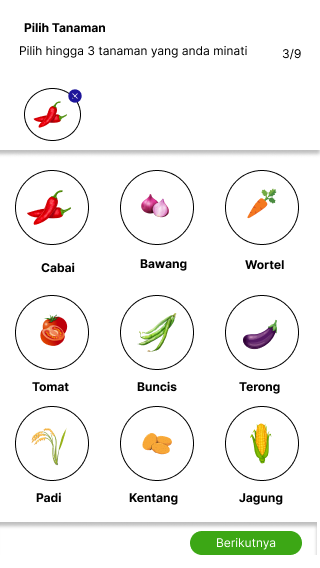 Pilih Tanaman
Pilih hingga 3 tanaman yang anda minati
3/9
Cabai
Bawang
Wortel
Tomat
Buncis
Terong
Padi
Kentang
Jagung
Berikutnya